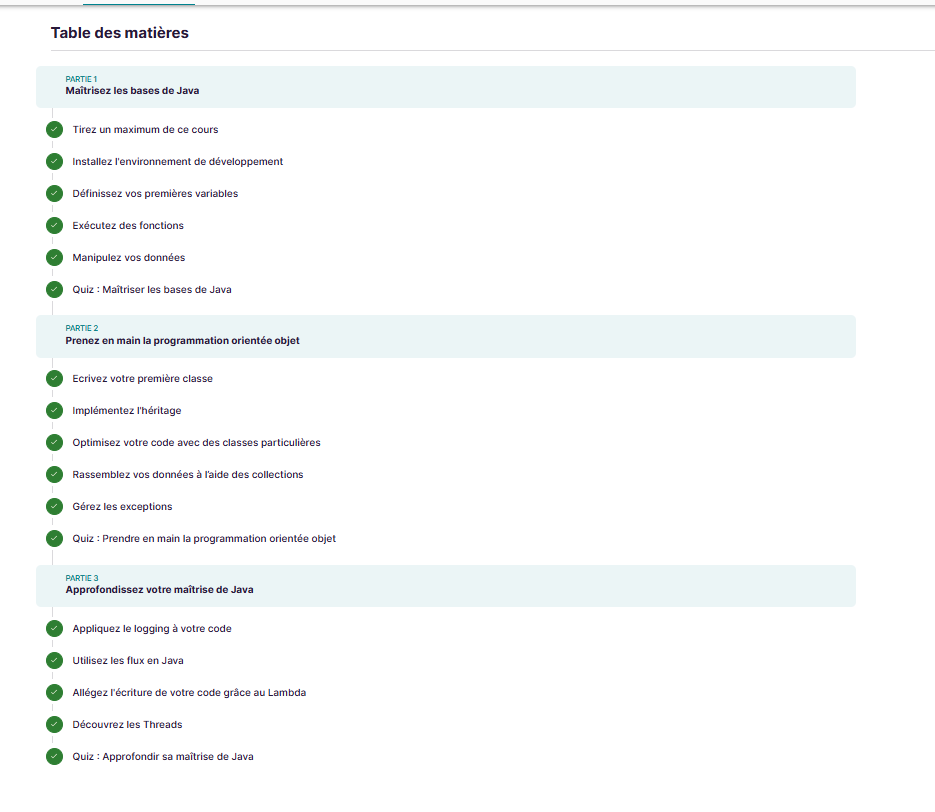 Table des matières
PARTIE 1
Maîtrisez les bases de Java
Tirez un maximum de ce cours
Installez l'environnement de développement
Définissez vos premières variables
Exécutez des fonctions
Manipulez vos données
Quiz : Maîtriser les bases de Java
PARTIE 2
Prenez en main la programmation orientée objet
Ecrivez votre première classe
Implémentez l'héritage
Optimisez votre code avec des classes particulières
Rassemblez vos données à l’aide des collections
Gérez les exceptions
Quiz : Prendre en main la programmation orientée objet
PARTIE 3
Approfondissez votre maîtrise de Java
Appliquez le logging à votre code
Utilisez les flux en Java
Allégez l'écriture de votre code grâce au Lambda
Découvrez les Threads
Quiz : Approfondir sa maîtrise de Java